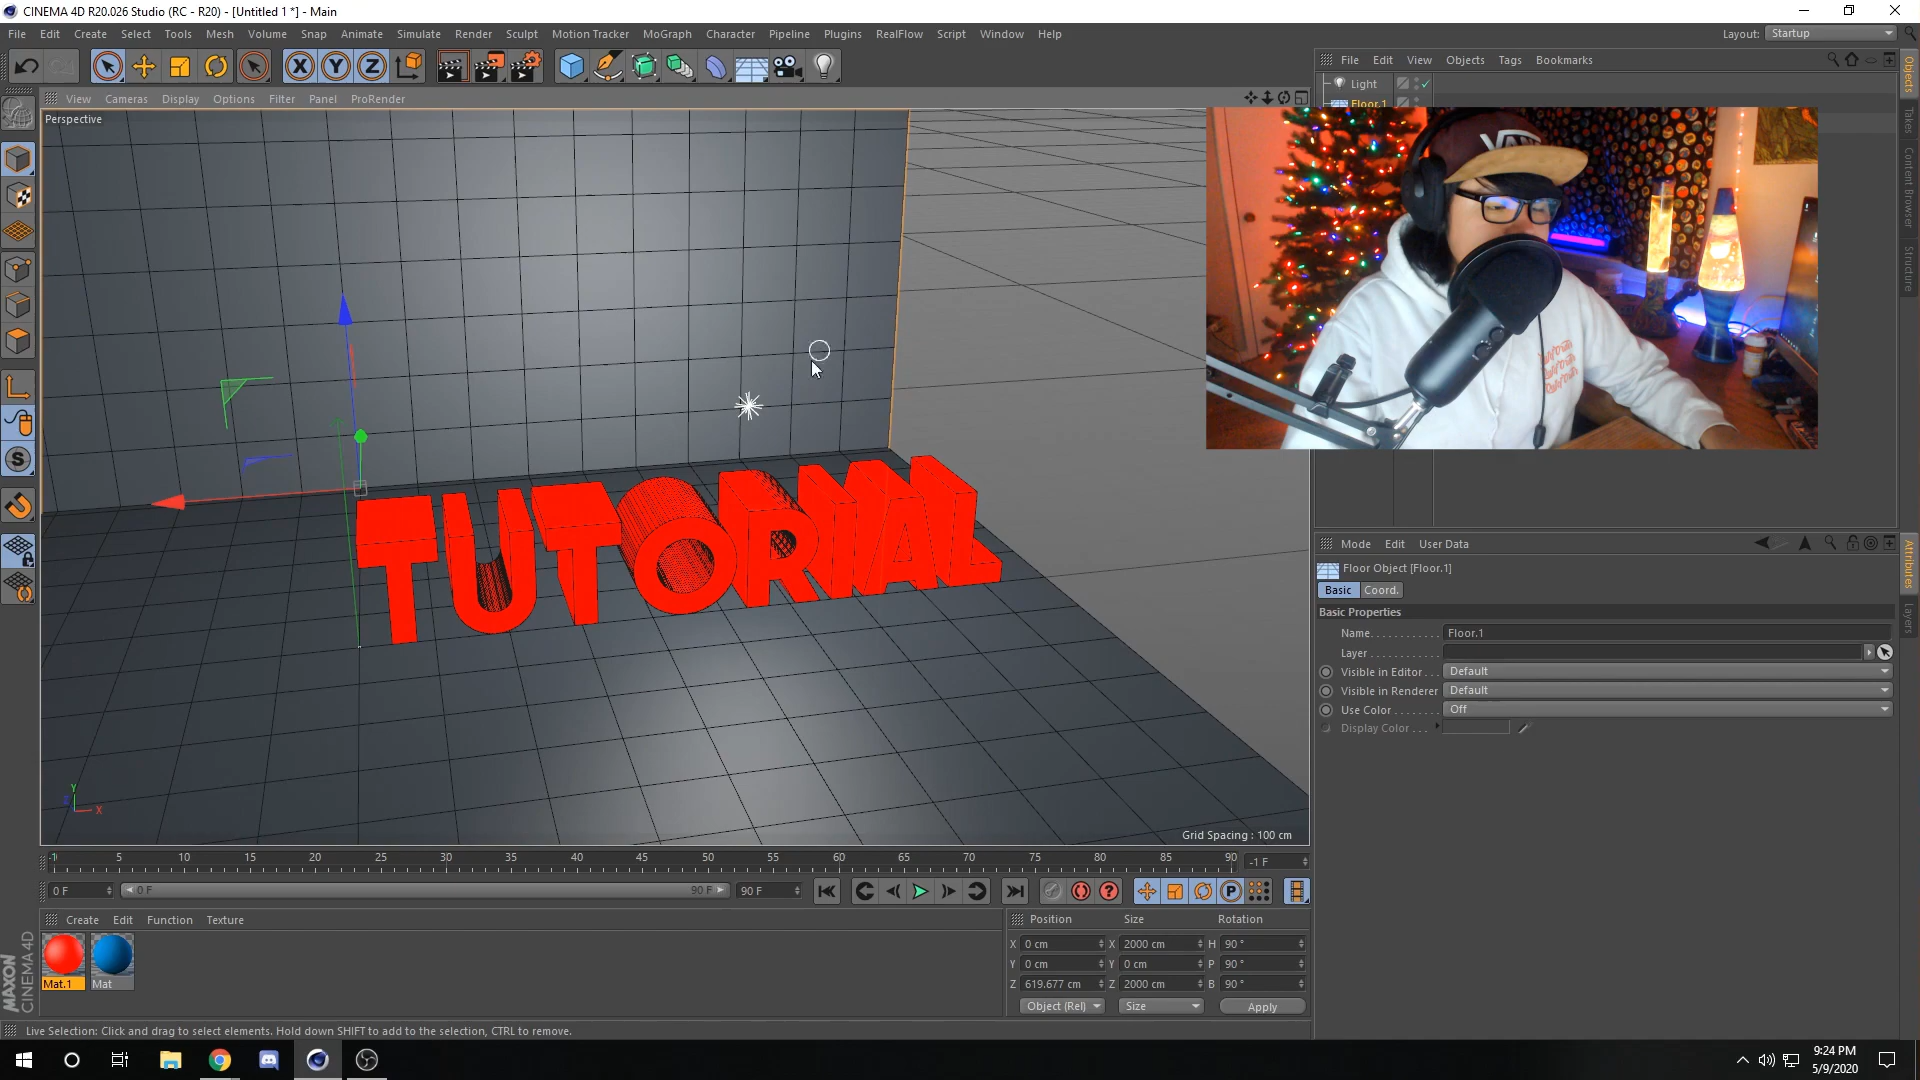 CINEMA 4D R20.026 Studio (RC - R20) - [Untitled 1 *] - Main
File Edit Create Select Tools Mesh Volume Snap Animate Simulate Render Sculpt Motion Tracker MoGraph Character Pipeline Plugins RealFlow Script Window Help
Layout: Startup
File Edit View Objects Tags Bookmarks
Light
Floor.1
Objects
Takes
Content Browser
Structure
View Cameras Display Options Filter Panel ProRender
Perspective
TUTORIAL
Y
X
Grid Spacing : 100 cm
Mode Edit User Data
Floor Object [Floor.1]
Basic Coord.
Basic Properties
Name Floor.1
Layer
Visible in Editor Default
Visible in Renderer Default
Use Color Off
Display Color
Attributes
Layers
-1 5 10 15 20 25 30 35 40 45 50 55 60 65 70 75 80 85 90 -1 F
0 F 0 F 90 F 90 F
Create Edit Function Texture
Mat.1 Mat
MAXON
CINEMA 4D
Position Size Rotation
X 0 cm X 2000 cm H 90 °
Y 0 cm Y 0 cm P 90 °
Z 619.677 cm Z 2000 cm B 90 °
Object (Rel) Size Apply
Live Selection: Click and drag to select elements. Hold down SHIFT to add to the selection, CTRL to remove.
9:24 PM
5/9/2020